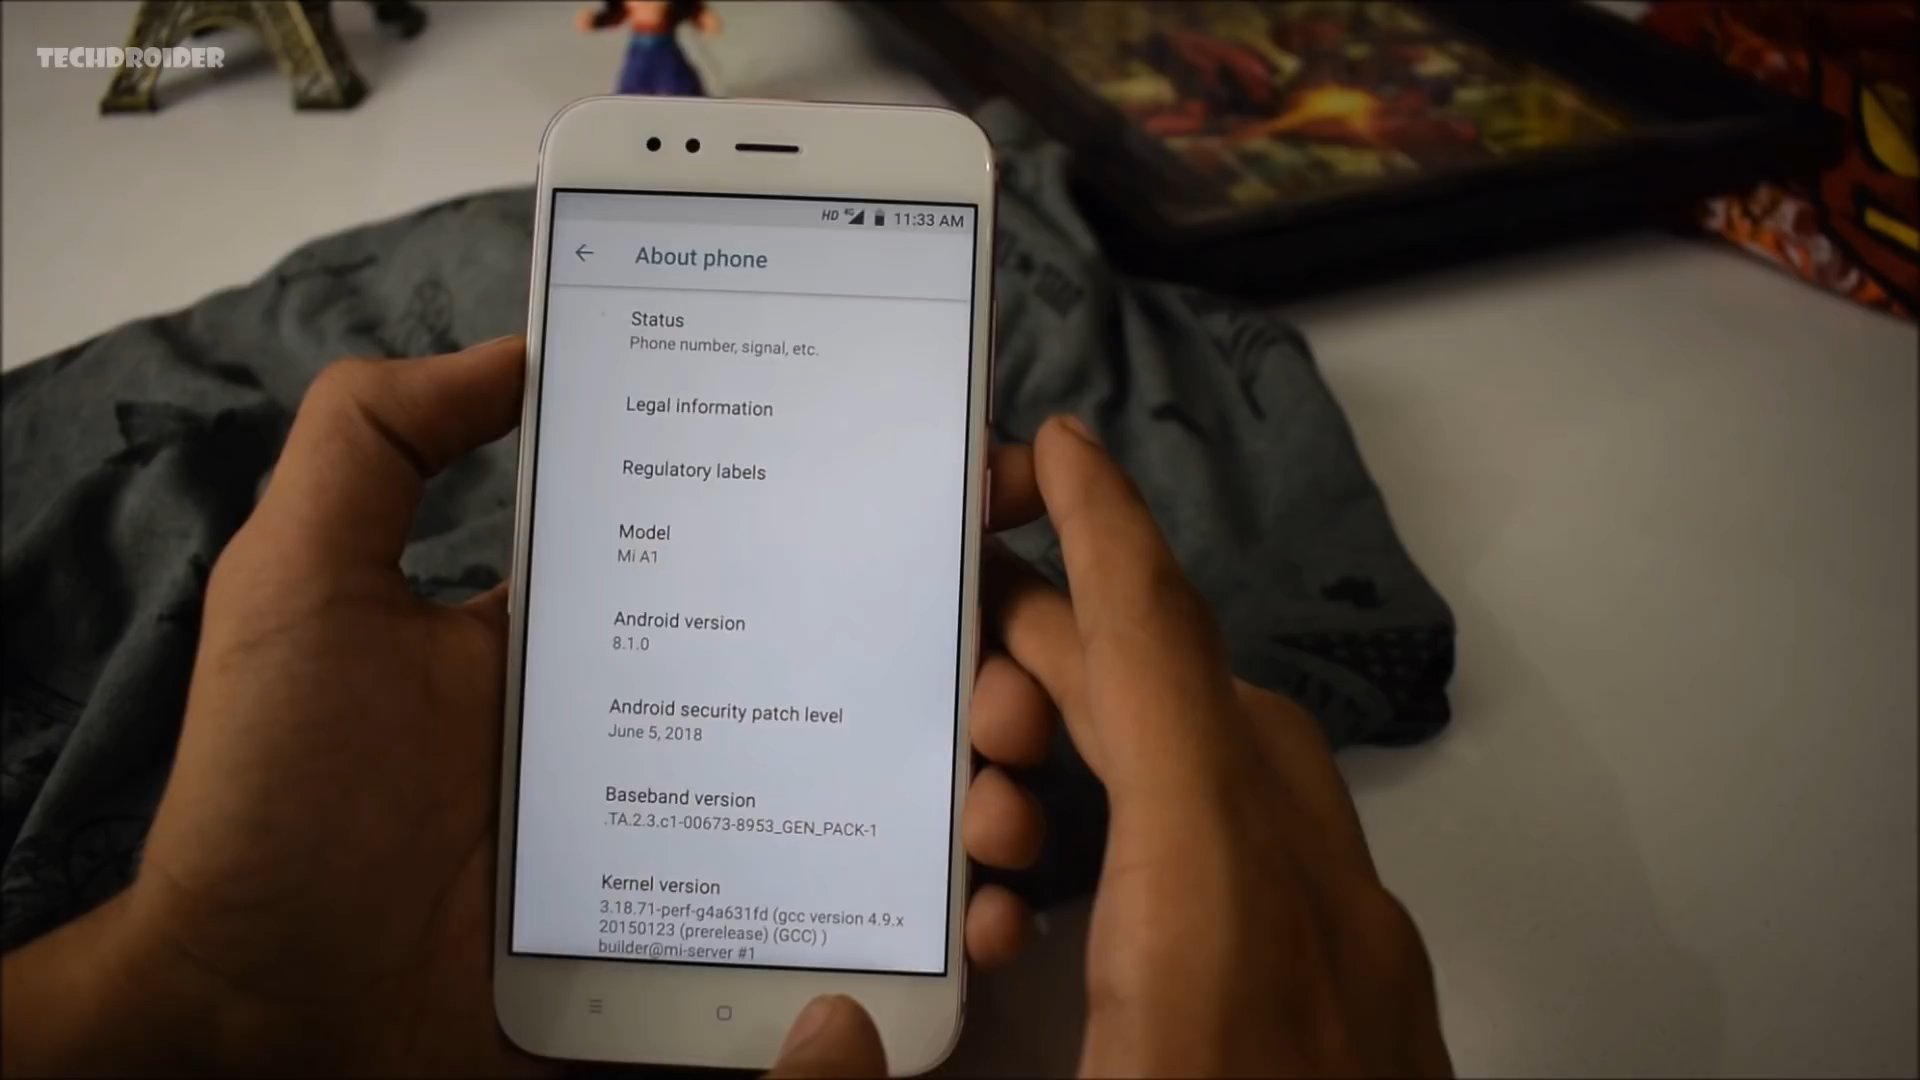 TECHDROIDER
HD 4G 11:33 AM
About phone
Status
Phone number, signal, etc.
Legal information
Regulatory labels
Model
Mi A1
Android version
8.1.0
Android security patch level
June 5, 2018
Baseband version
.TA.2.3.c1-00673-8953_GEN_PACK-1
Kernel version
3.18.71-perf-g4a631fd (gcc version 4.9.x
20150123 (prerelease) (GCC) )
builder@mi-server #1